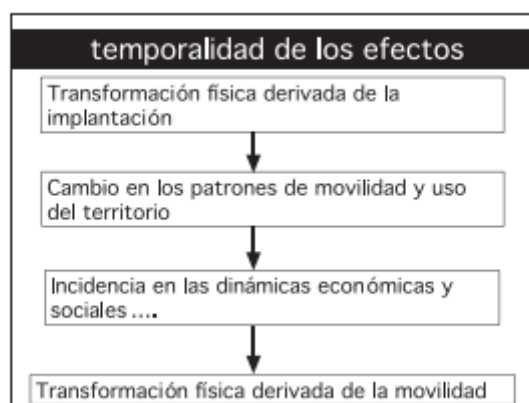 temporalidad de los efectos
Transformación física derivada de la
implantación
Cambio en los patrones de movilidad y uso
del territorio
Incidencia en las dinámicas económicas y
sociales ....
Transformación física derivada de la movilidad